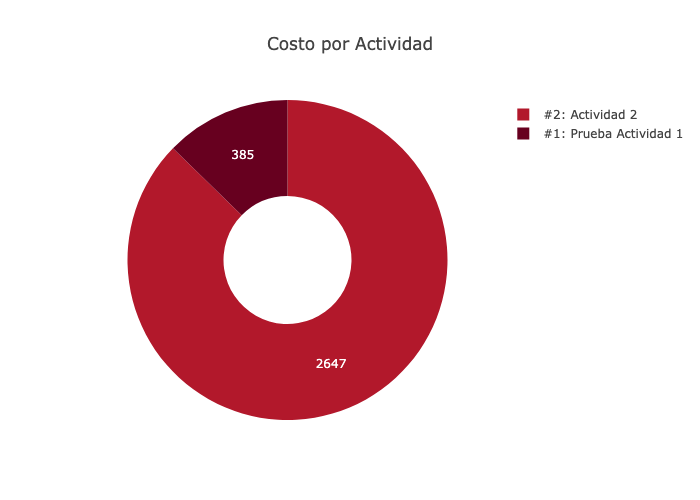 Costo por Actividad
#2: Actividad 2
#1: Prueba Actividad 1
385
2647